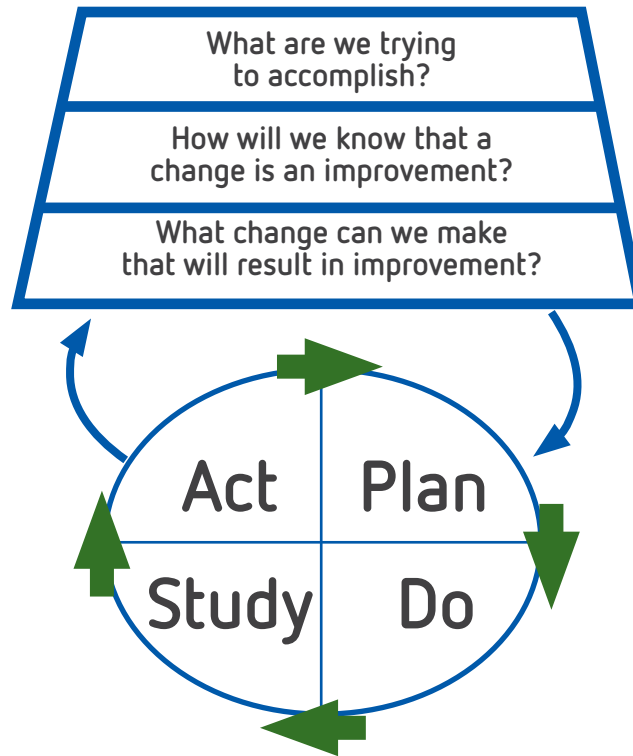 What are we trying
to accomplish?
How will we know that a
change is an improvement?
What change can we make
that will result in improvement?
Act
Plan
Study
Do